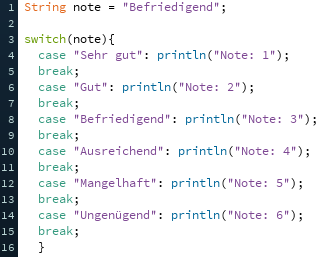 1 String note = "Befriedigend";
2
3 switch(note){
4 case "Sehr gut": println("Note: 1");
5 break;
6 case "Gut": println("Note: 2");
7 break;
8 case "Befriedigend": println("Note: 3");
9 break;
10 case "Ausreichend": println("Note: 4");
11 break;
12 case "Mangelhaft": println("Note: 5");
13 break;
14 case "Ungenügend": println("Note: 6");
15 break;
16 }